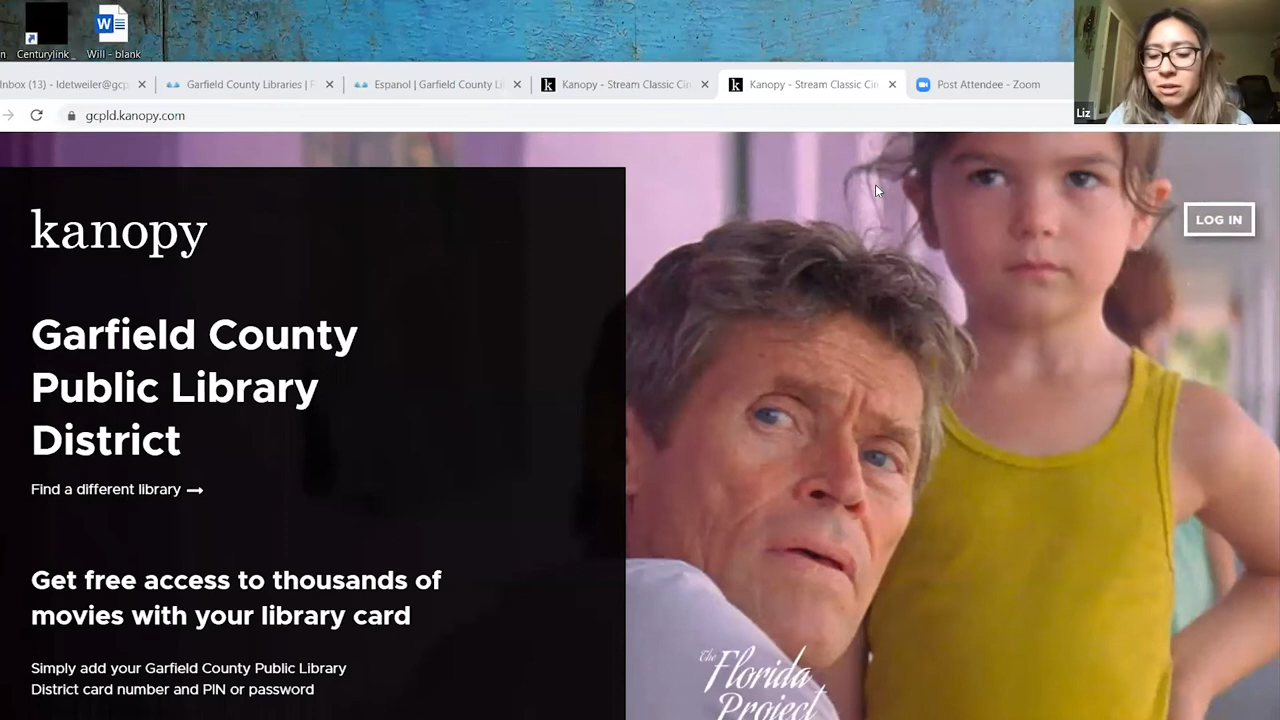 n
Centurylink_
Will - blank
Inbox (13) - ldetweiler@gcp
Garfield County Libraries | F
Espanol | Garfield County Li
Kanopy - Stream Classic Cin
Kanopy - Stream Classic Cin
Post Attendee - Zoom
gcpld.kanopy.com
Liz
LOG IN
kanopy
Garfield County
Public Library
District
Find a different library
Get free access to thousands of
movies with your library card
Simply add your Garfield County Public Library
District card number and PIN or password
The
Florida
Project